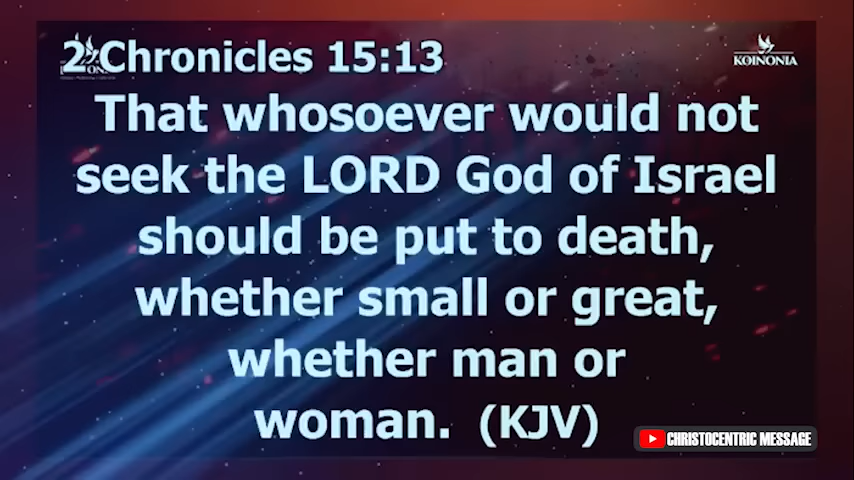 2 Chronicles 15:13
KOINONIA
That whosoever would not
seek the LORD God of Israel
should be put to death,
whether small or great,
whether man or
woman. (KJV)
CHRISTOCENTRIC MESSAGE